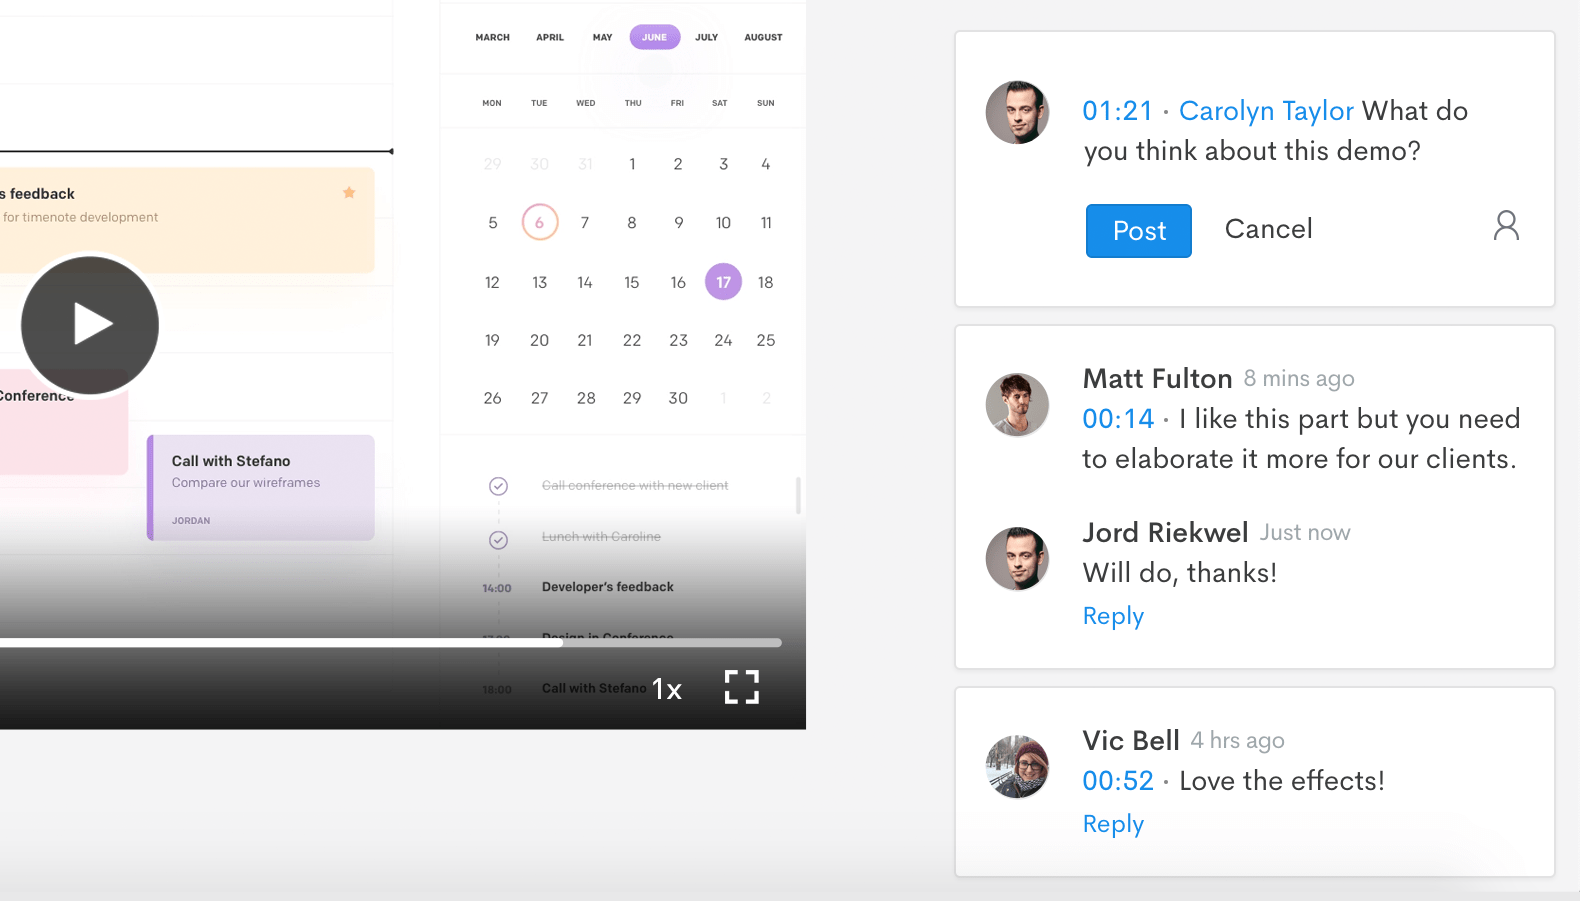 s feedback
for timenote development
Conference
Call with Stefano
Compare our wireframes
JORDAN
MARCH APRIL MAY JUNE JULY AUGUST
MON TUE WED THU FRI SAT SUN
29 30 31 1 2 3 4
5 6 7 8 9 10 11
12 13 14 15 16 17 18
19 20 21 22 23 24 25
26 27 28 29 30 1 2
Call conference with new client
Lunch with Caroline
14:00 Developer's feedback
17:00 Design in Conference
18:00 Call with Stefano
1x
01:21 · Carolyn Taylor What do
you think about this demo?
Post Cancel
Matt Fulton 8 mins ago
00:14 · I like this part but you need
to elaborate it more for our clients.
Jord Riekwel Just now
Will do, thanks!
Reply
Vic Bell 4 hrs ago
00:52 · Love the effects!
Reply